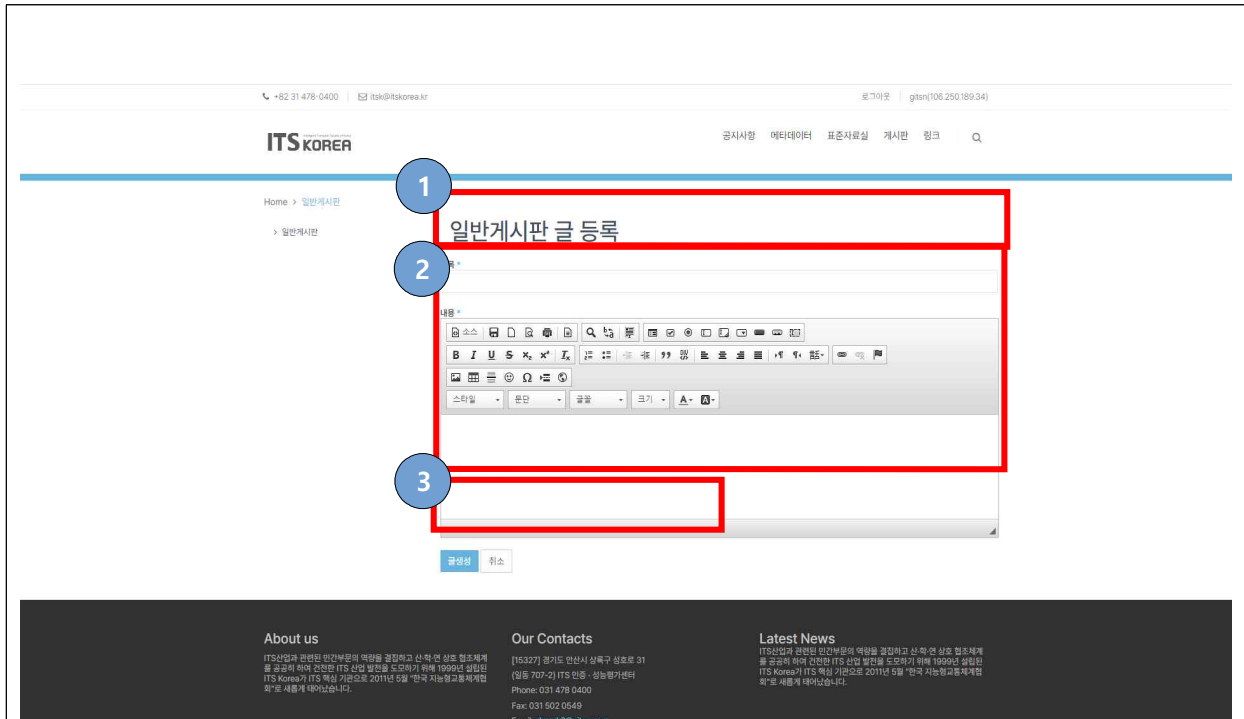 +82 31 478-0400 itsk@itskorea.kr 로그아웃 gitsn(106.250.189.34)
ITS KOREA
공지사항 메타데이터 표준자료실 게시판 링크
1
Home > 일반게시판
> 일반게시판
일반게시판 글 등록
2
목 *
내용 *
소스
B I U S x₂ x² Tx
스타일 문단 글꼴 크기 A A
3
글생성 취소
About us
ITS산업과 관련된 민간부문의 역량을 결집하고 산·학·연 상호 협조체계
를 공공히 하여 건전한 ITS 산업 발전을 도모하기 위해 1999년 설립된
ITS Korea가 ITS 핵심 기관으로 2011년 5월 "한국 지능형교통체계협
회"로 새롭게 태어났습니다.
Our Contacts
[15327] 경기도 안산시 상록구 성호로 31
(일동 707-2) ITS 인증 · 성능평가센터
Phone: 031 478 0400
Fax: 031 502 0549
Latest News
ITS산업과 관련된 민간부문의 역량을 결집하고 산·학·연 상호 협조체계
를 공공히 하여 건전한 ITS 산업 발전을 도모하기 위해 1999년 설립된
ITS Korea가 ITS 핵심 기관으로 2011년 5월 "한국 지능형교통체계협
회"로 새롭게 태어났습니다.